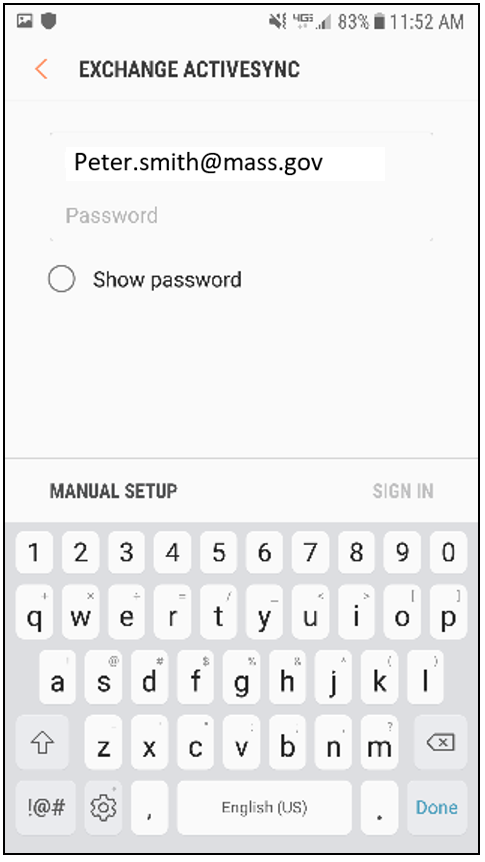 4G 83% 11:52 AM
EXCHANGE ACTIVESYNC
Peter.smith@mass.gov
Password
Show password
MANUAL SETUP SIGN IN
1 2 3 4 5 6 7 8 9 0
+ × ÷ = / _ < > [ ]
q w e r t y u i o p
! @ # $ % & ^ ( )
a s d f g h j k l
- ' " : ; , ?
z x c v b n m
!@# , English (US) . Done